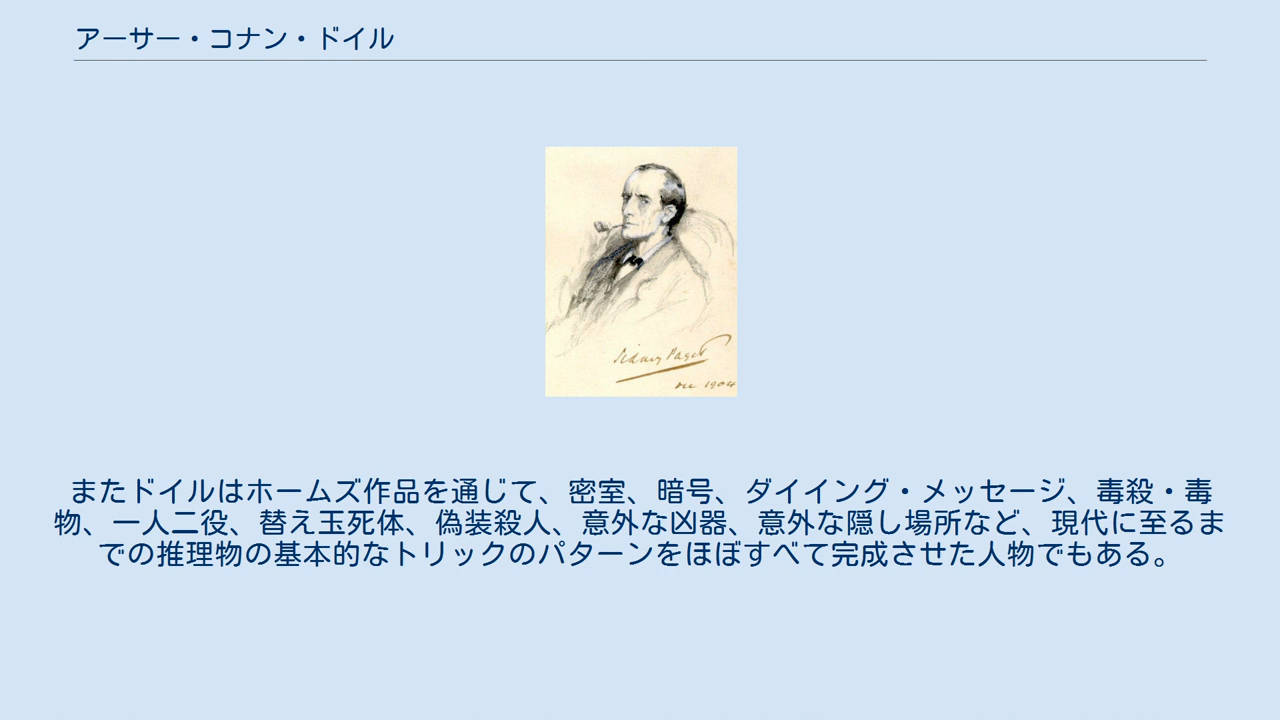 アーサー・コナン・ドイル
Sidney Paget
Dec 1904
またドイルはホームズ作品を通じて、密室、暗号、ダイイング・メッセージ、毒殺・毒
物、一人二役、替え玉死体、偽装殺人、意外な凶器、意外な隠し場所など、現代に至るま
での推理物の基本的なトリックのパターンをほぼすべて完成させた人物でもある。